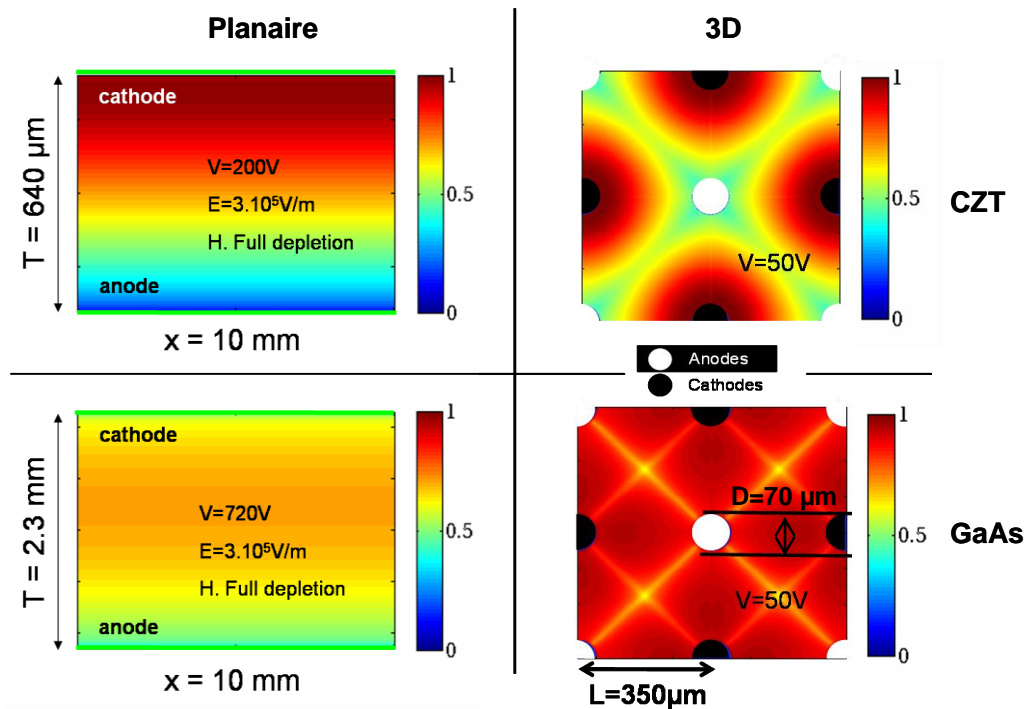 Planaire
3D
cathode
V=200V
E=3.10⁵V/m
H. Full depletion
anode
T = 640 µm
x = 10 mm
1
0.5
0
V=50V
1
0.5
0
CZT
Anodes
Cathodes
cathode
V=720V
E=3.10⁵V/m
H. Full depletion
anode
T = 2.3 mm
x = 10 mm
1
0.5
0
D=70 µm
V=50V
L=350µm
1
0.5
0
GaAs